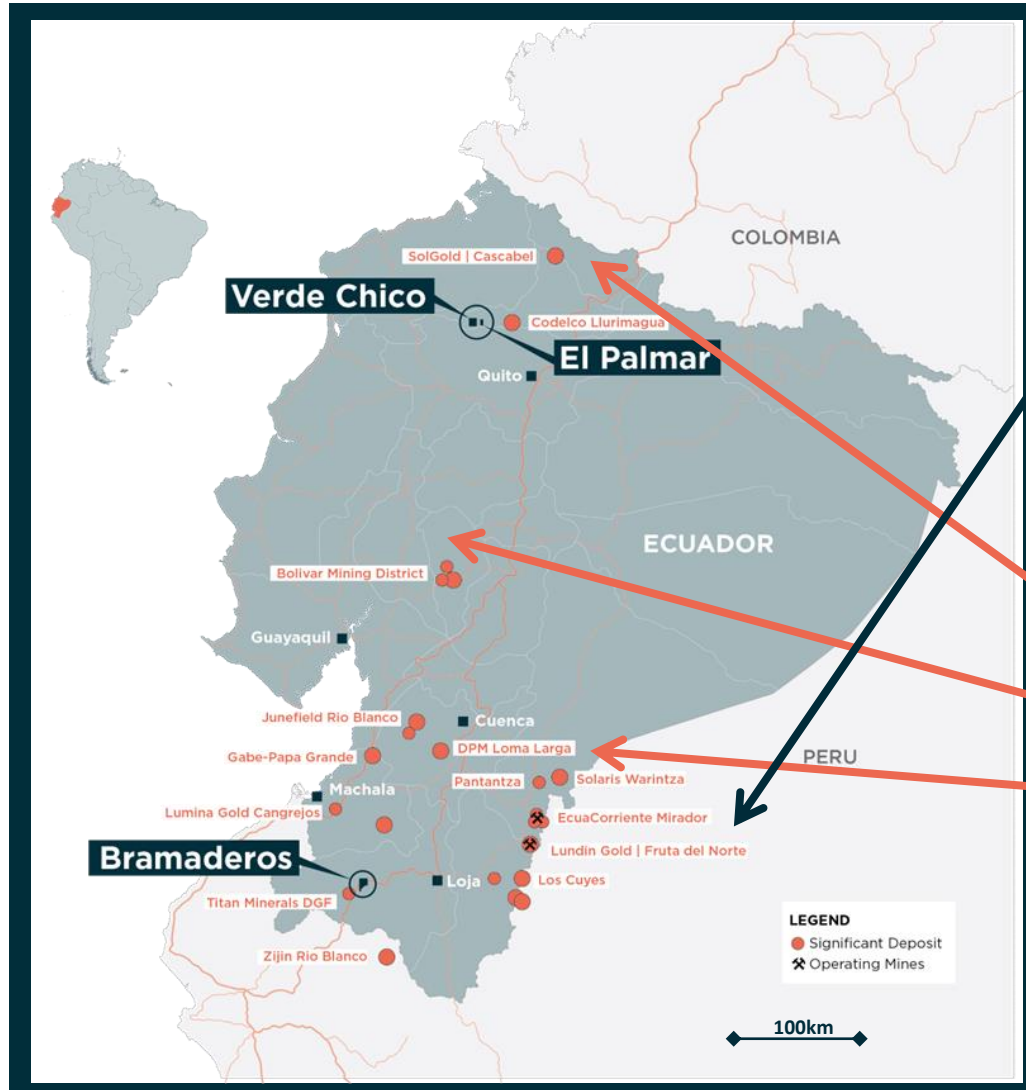 COLOMBIA
SolGold | Cascabel
Verde Chico
Codelco Llurimagua
El Palmar
Quito
ECUADOR
Bolivar Mining District
Guayaquil
Junefield Rio Blanco
Cuenca
Gabe-Papa Grande
DPM Loma Larga
PERU
Pantantza
Solaris Warintza
Machala
Lumina Gold Cangrejos
EcuaCorriente Mirador
Bramaderos
Lundin Gold | Fruta del Norte
Loja
Los Cuyes
Titan Minerals DGF
Zijin Rio Blanco
LEGEND
Significant Deposit
Operating Mines
100km